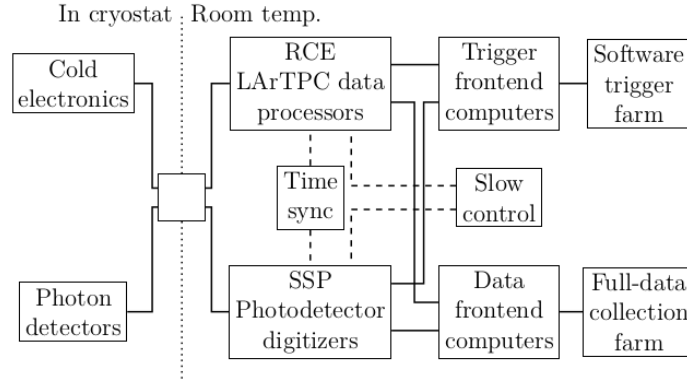 In cryostat Room temp.
Cold
electronics
RCE
LArTPC data
processors
Trigger
frontend
computers
Software
trigger
farm
Time
sync
Slow
control
Photon
detectors
SSP
Photodetector
digitizers
Data
frontend
computers
Full-data
collection
farm